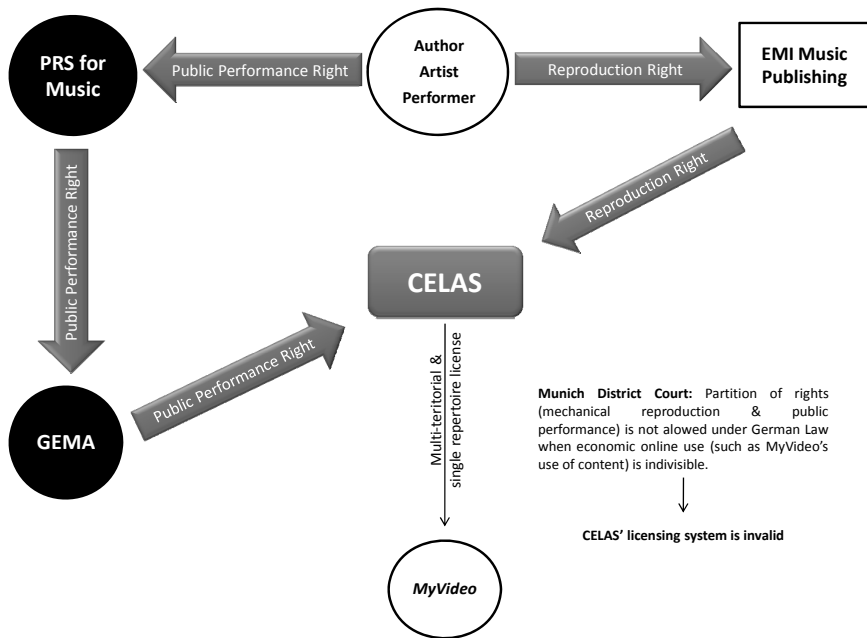 PRS for
Music
Public Performance Right
Author
Artist
Performer
Reproduction Right
EMI Music
Publishing
Public Performance Right
Reproduction Right
CELAS
Public Performance Right
GEMA
Multi-teritorial &
single repertoire license
Munich District Court: Partition of rights
(mechanical reproduction & public
performance) is not alowed under German Law
when economic online use (such as MyVideo's
use of content) is indivisible.
CELAS' licensing system is invalid
MyVideo